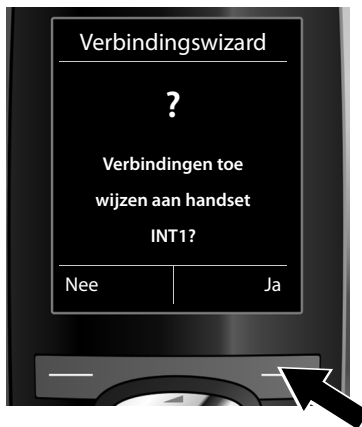 Verbindingswizard
?
Verbindingen toe
wijzen aan handset
INT1?
Nee Ja